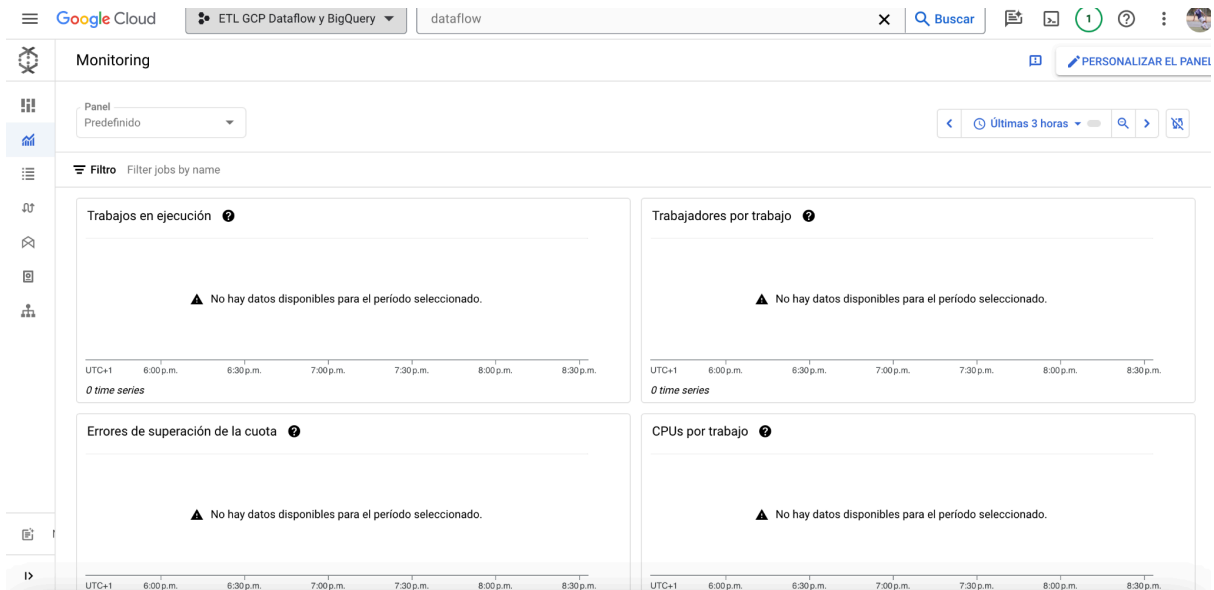 Google Cloud
ETL GCP Dataflow y BigQuery
dataflow
Buscar
1
Monitoring
PERSONALIZAR EL PANEL
Panel
Predefinido
Últimas 3 horas
Filtro Filter jobs by name
Trabajos en ejecución
No hay datos disponibles para el período seleccionado.
UTC+1 6:00 p.m. 6:30 p.m. 7:00 p.m. 7:30 p.m. 8:00 p.m. 8:30 p.m.
0 time series
Trabajadores por trabajo
No hay datos disponibles para el período seleccionado.
UTC+1 6:00 p.m. 6:30 p.m. 7:00 p.m. 7:30 p.m. 8:00 p.m. 8:30 p.m.
0 time series
Errores de superación de la cuota
No hay datos disponibles para el período seleccionado.
UTC+1 6:00 p.m. 6:30 p.m. 7:00 p.m. 7:30 p.m. 8:00 p.m. 8:30 p.m.
CPUs por trabajo
No hay datos disponibles para el período seleccionado.
UTC+1 6:00 p.m. 6:30 p.m. 7:00 p.m. 7:30 p.m. 8:00 p.m. 8:30 p.m.